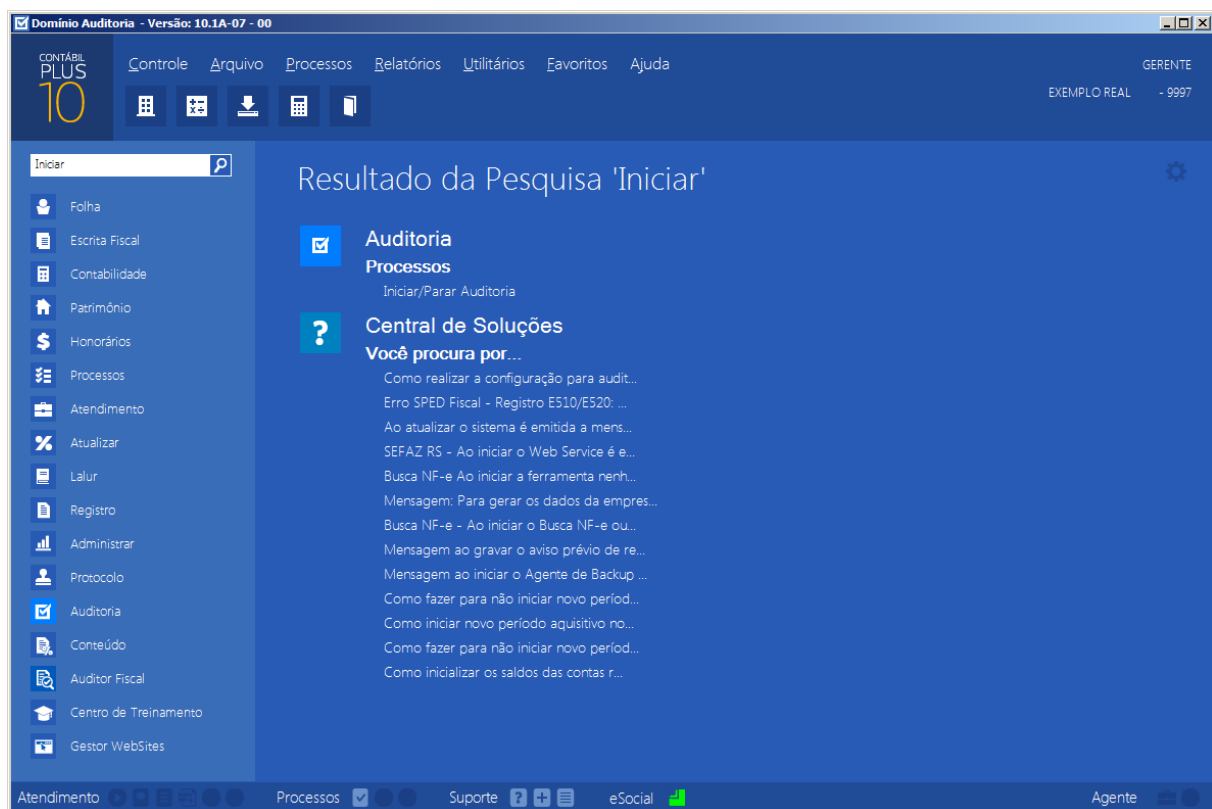 Domínio Auditoria - Versão: 10.1A-07 - 00
CONTÁBIL
PLUS
10
Controle Arquivo Processos Relatórios Utilitários Favoritos Ajuda
GERENTE
EXEMPLO REAL - 9997
Iniciar
Folha
Escrita Fiscal
Contabilidade
Patrimônio
Honorários
Processos
Atendimento
Atualizar
Lalur
Registro
Administrar
Protocolo
Auditoria
Conteúdo
Auditor Fiscal
Centro de Treinamento
Gestor WebSites
Resultado da Pesquisa 'Iniciar'
Auditoria
Processos
Iniciar/Parar Auditoria
Central de Soluções
Você procura por...
Como realizar a configuração para audit...
Erro SPED Fiscal - Registro E510/E520: ...
Ao atualizar o sistema é emitida a mens...
SEFAZ RS - Ao iniciar o Web Service é e...
Busca NF-e Ao iniciar a ferramenta nenh...
Mensagem: Para gerar os dados da empres...
Busca NF-e - Ao iniciar o Busca NF-e ou...
Mensagem ao gravar o aviso prévio de re...
Mensagem ao iniciar o Agente de Backup ...
Como fazer para não iniciar novo períod...
Como iniciar novo período aquisitivo no...
Como fazer para não iniciar novo períod...
Como inicializar os saldos das contas r...
Atendimento Processos Suporte eSocial Agente